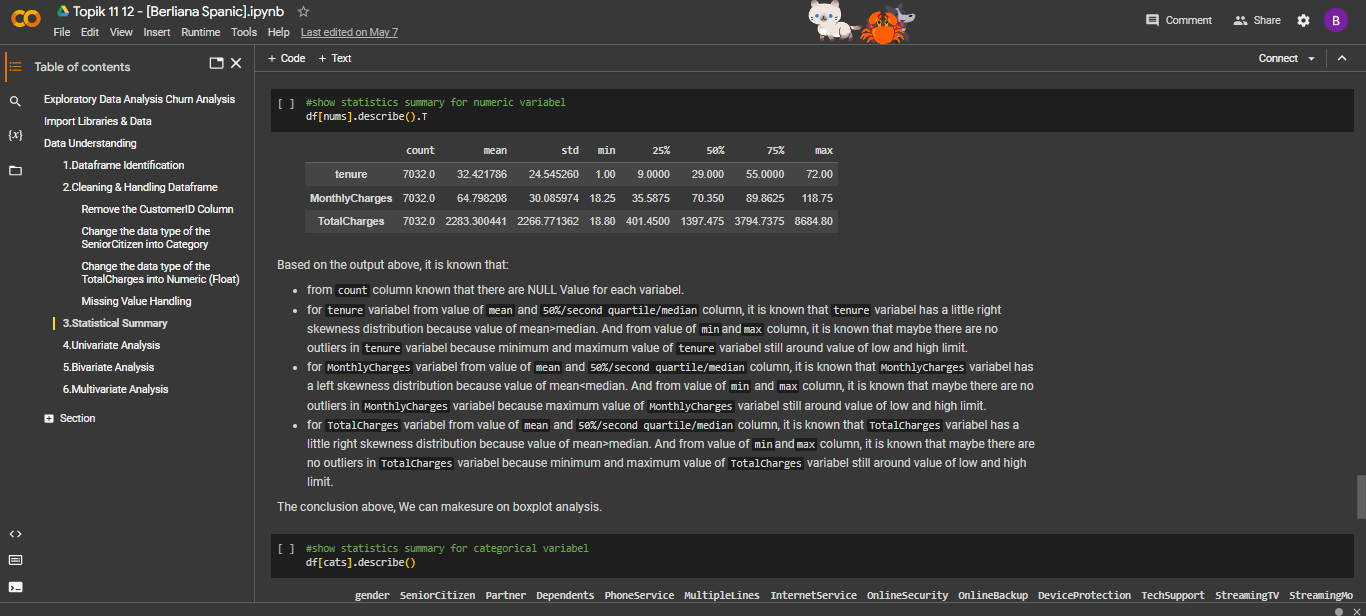 Topik 11 12 - [Berliana Spanic].ipynb
File Edit View Insert Runtime Tools Help Last edited on May 7
Comment Share B
Table of contents
Exploratory Data Analysis Churn Analysis
Import Libraries & Data
Data Understanding
1.Dataframe Identification
2.Cleaning & Handling Dataframe
Remove the CustomerID Column
Change the data type of the
SeniorCitizen into Category
Change the data type of the
TotalCharges into Numeric (Float)
Missing Value Handling
3.Statistical Summary
4.Univariate Analysis
5.Bivariate Analysis
6.Multivariate Analysis
Section
+ Code + Text
Connect
[ ] #show statistics summary for numeric variabel
df[nums].describe().T
count mean std min 25% 50% 75% max
tenure 7032.0 32.421786 24.545260 1.00 9.0000 29.000 55.0000 72.00
MonthlyCharges 7032.0 64.798208 30.085974 18.25 35.5875 70.350 89.8625 118.75
TotalCharges 7032.0 2283.300441 2266.771362 18.80 401.4500 1397.475 3794.7375 8684.80
Based on the output above, it is known that:
• from count column known that there are NULL Value for each variabel.
• for tenure variabel from value of mean and 50%/second quartile/median column, it is known that tenure variabel has a little right
skewness distribution because value of mean>median. And from value of min and max column, it is known that maybe there are no
outliers in tenure variabel because minimum and maximum value of tenure variabel still around value of low and high limit.
• for MonthlyCharges variabel from value of mean and 50%/second quartile/median column, it is known that MonthlyCharges variabel has
a left skewness distribution because value of mean<median. And from value of min and max column, it is known that maybe there are no
outliers in MonthlyCharges variabel because maximum value of MonthlyCharges variabel still around value of low and high limit.
• for TotalCharges variabel from value of mean and 50%/second quartile/median column, it is known that TotalCharges variabel has a
little right skewness distribution because value of mean>median. And from value of min and max column, it is known that maybe there are
no outliers in TotalCharges variabel because minimum and maximum value of TotalCharges variabel still around value of low and high
limit.
The conclusion above, We can makesure on boxplot analysis.
[ ] #show statistics summary for categorical variabel
df[cats].describe()
gender SeniorCitizen Partner Dependents PhoneService MultipleLines InternetService OnlineSecurity OnlineBackup DeviceProtection TechSupport StreamingTV StreamingMo